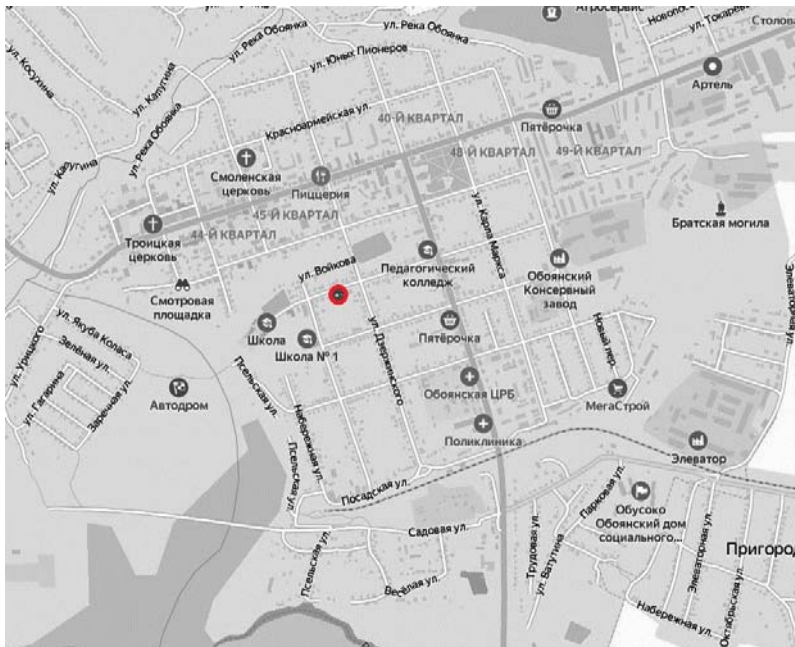 Агросервис
Новопос
ул. Токарев
Столова
ул. Река Обоянка
ул. Река Обоянка
ул. Юных Пионеров
ул. Косухина
ул. Калугина
Артель
Красноармейская ул.
40-Й КВАРТАЛ
Пятёрочка
ул. Река Обоянка
ул. Калугина
48-Й КВАРТАЛ
49-Й КВАРТАЛ
Смоленская
церковь
Пиццерия
45-Й КВАРТАЛ
44-Й КВАРТАЛ
Троицкая
церковь
ул. Карла Маркса
Братская могила
ул. Войкова
Педагогический
колледж
Обоянский
Консервный
завод
Элеваторная ул.
Смотровая
площадка
ул. Урицкого
ул. Якуба Коласа
Школа
Школа № 1
ул. Дзержинского
Пятёрочка
Новый пер.
Зелёная ул.
ул. Гагарина
Заречная ул.
Автодром
Псельская ул.
Обоянская ЦРБ
МегаСтрой
Набережная ул.
Поликлиника
Элеватор
Псельская ул.
Посадская ул.
Парковая ул.
Обусоко
Обоянский дом
социального...
Садовая ул.
Трудовая ул.
ул. Ватутина
Элеваторная ул.
Пригород
Псельская ул.
Весёлая ул.
Набережная ул.
Октябрьская ул.